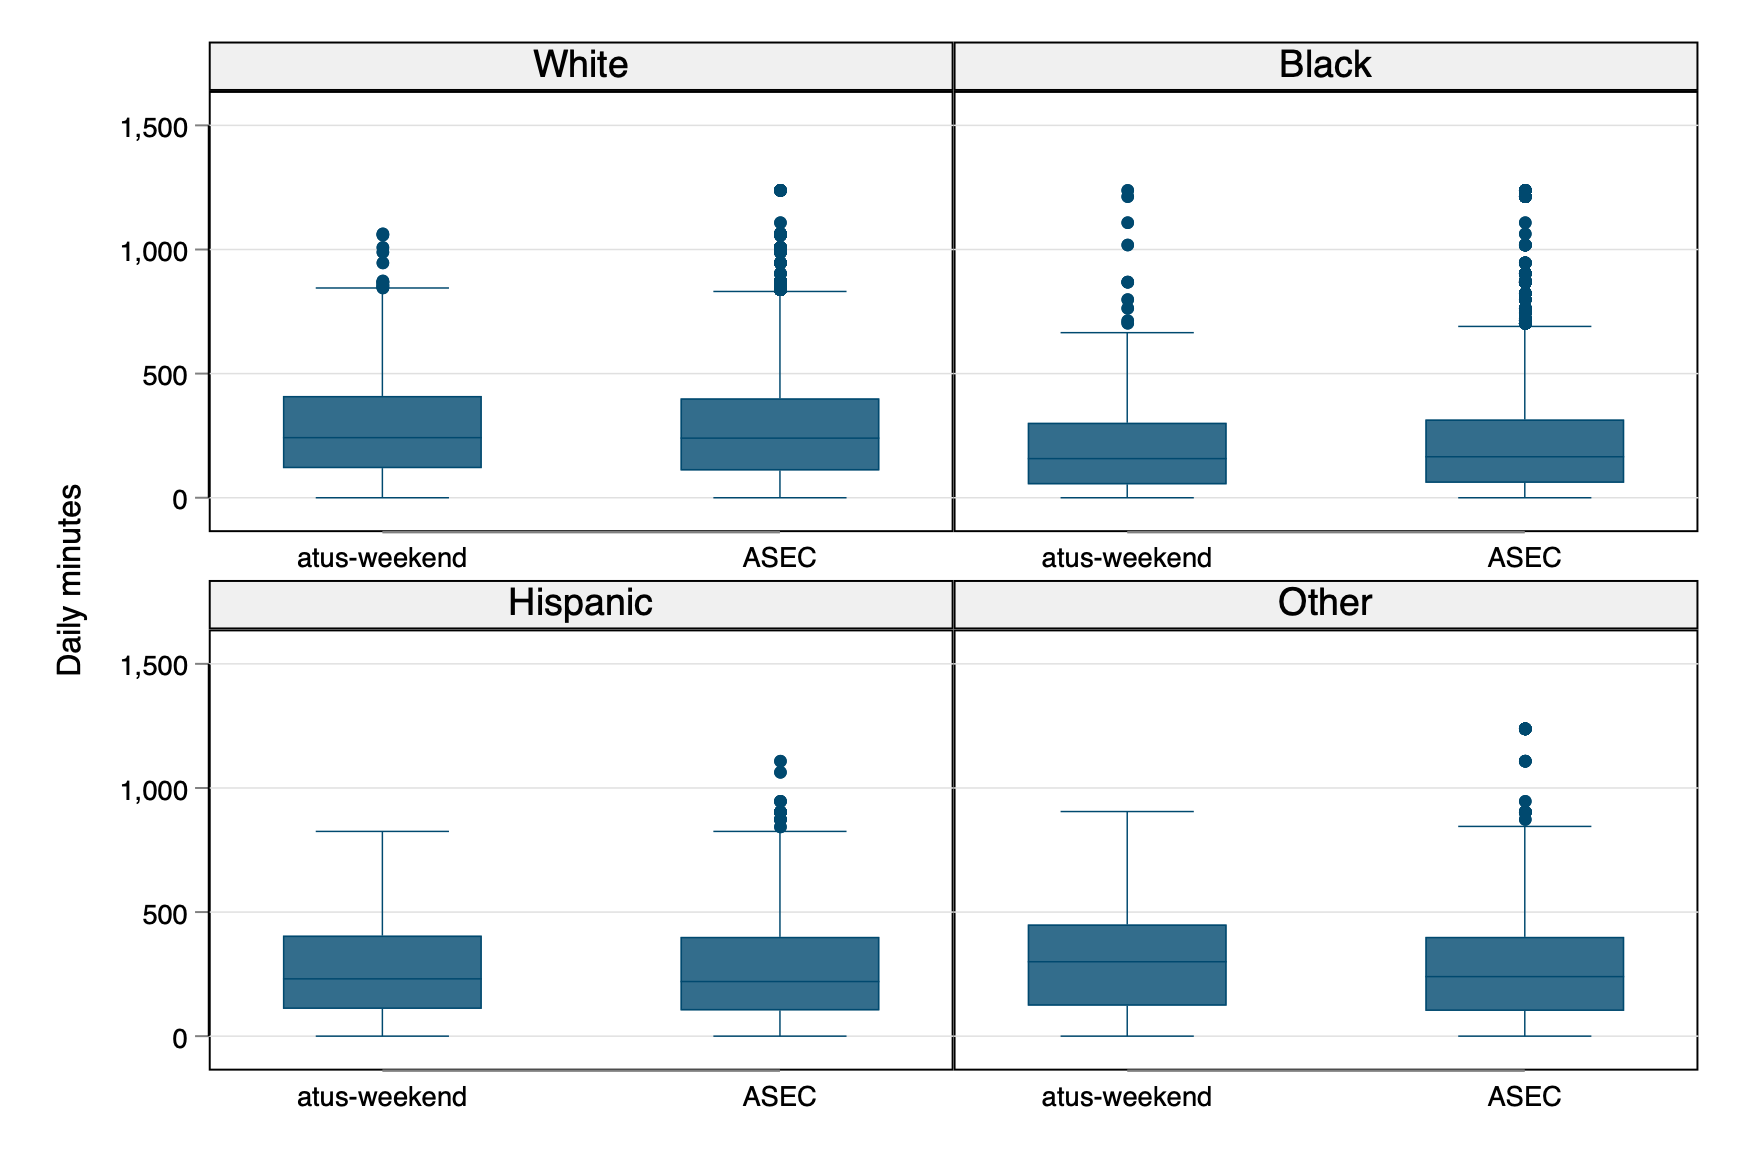 White
Black
1,500
1,000
500
0
atus-weekend
ASEC
atus-weekend
ASEC
Daily minutes
Hispanic
Other
1,500
1,000
500
0
atus-weekend
ASEC
atus-weekend
ASEC